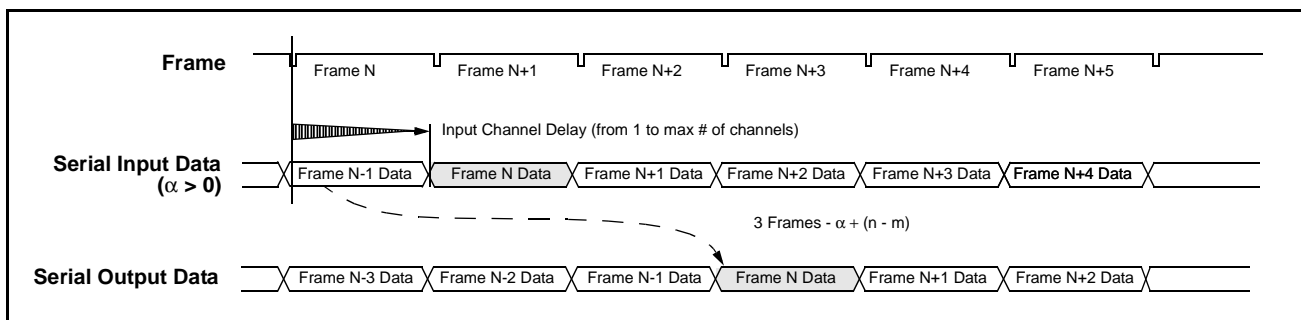 Frame
Frame N Frame N+1 Frame N+2 Frame N+3 Frame N+4 Frame N+5
Input Channel Delay (from 1 to max # of channels)
Serial Input Data
(α > 0)
Frame N-1 Data Frame N Data Frame N+1 Data Frame N+2 Data Frame N+3 Data Frame N+4 Data
3 Frames - α + (n - m)
Serial Output Data
Frame N-3 Data Frame N-2 Data Frame N-1 Data Frame N Data Frame N+1 Data Frame N+2 Data